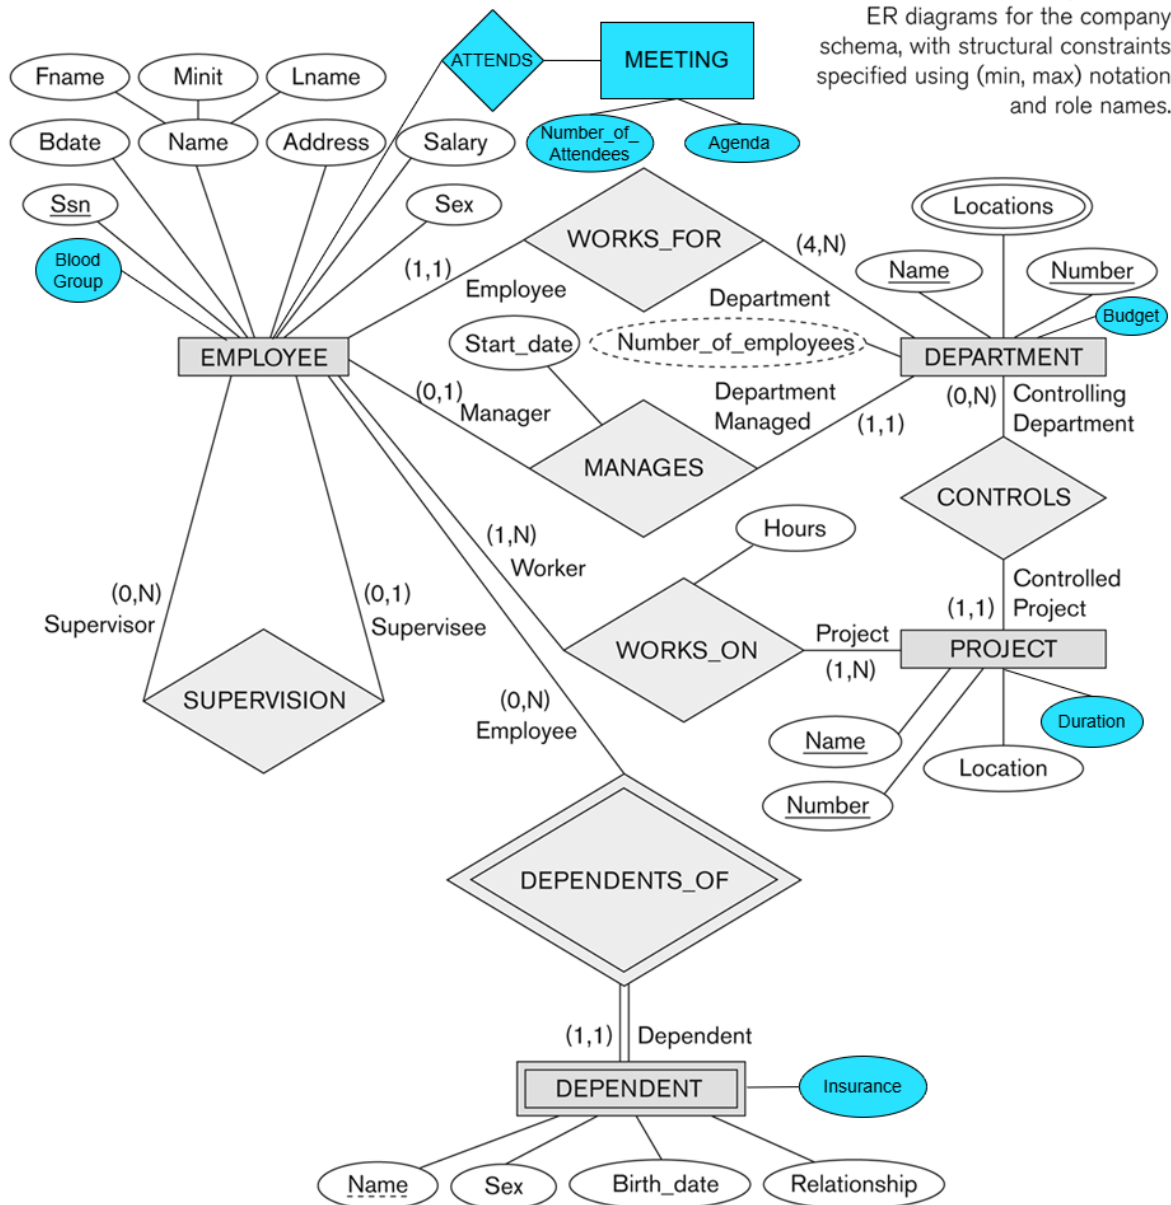 ER diagrams for the company
schema, with structural constraints
specified using (min, max) notation
and role names.
ATTENDS
MEETING
Number_of_
Attendees
Agenda
Fname
Minit
Lname
Bdate
Name
Address
Salary
Ssn
Sex
Blood
Group
WORKS_FOR
(1,1)
Employee
(4,N)
Department
Locations
Name
Number
Budget
Start_date
Number_of_employees
EMPLOYEE
DEPARTMENT
(0,1)
Manager
Department
Managed
(1,1)
MANAGES
(0,N)
Controlling
Department
CONTROLS
Hours
(1,N)
Worker
(0,N)
Supervisor
(0,1)
Supervisee
SUPERVISION
WORKS_ON
Project
(1,N)
Controlled
Project
(1,1)
PROJECT
Name
Number
Location
Duration
(0,N)
Employee
DEPENDENTS_OF
(1,1)
Dependent
DEPENDENT
Insurance
Name
Sex
Birth_date
Relationship